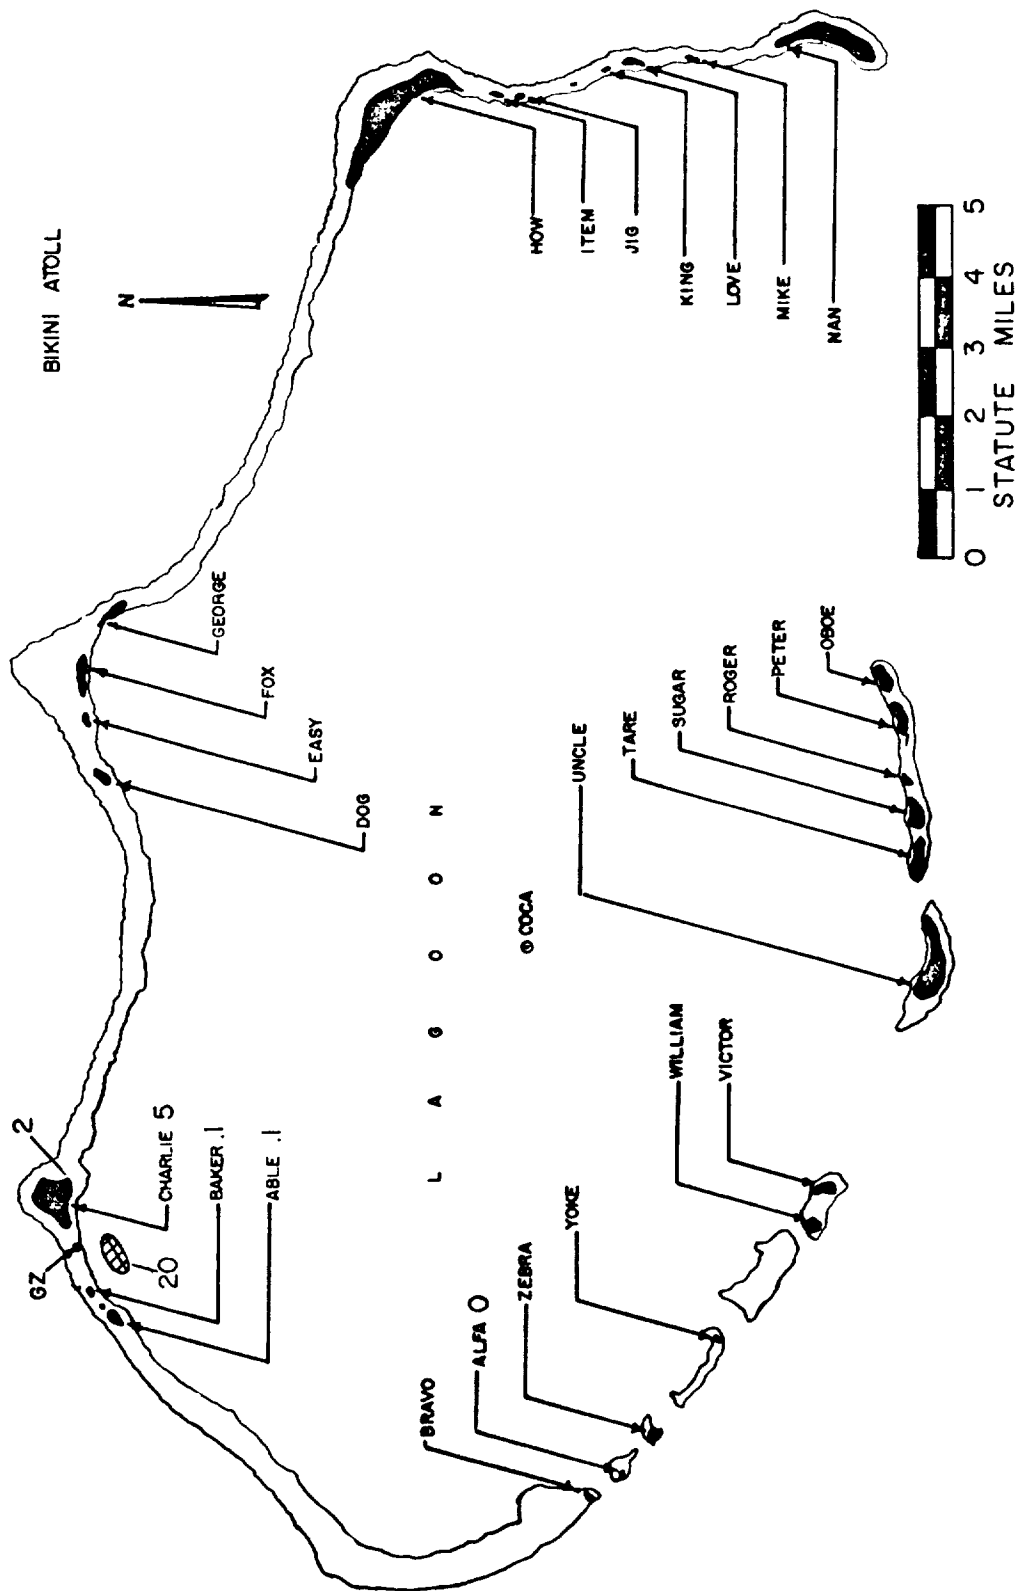 BIKINI ATOLL
N
GZ
2
CHARLIE 5
20
BAKER .1
ABLE .1
GEORGE
FOX
EASY
DOG
HOW
ITEM
JIG
KING
LOVE
MIKE
NAN
L A G O O N
COCA
BRAVO
ALFA 0
ZEBRA
YOKE
WILLIAM
VICTOR
UNCLE
TARE
SUGAR
ROGER
PETER
OBOE
0 1 2 3 4 5
STATUTE MILES